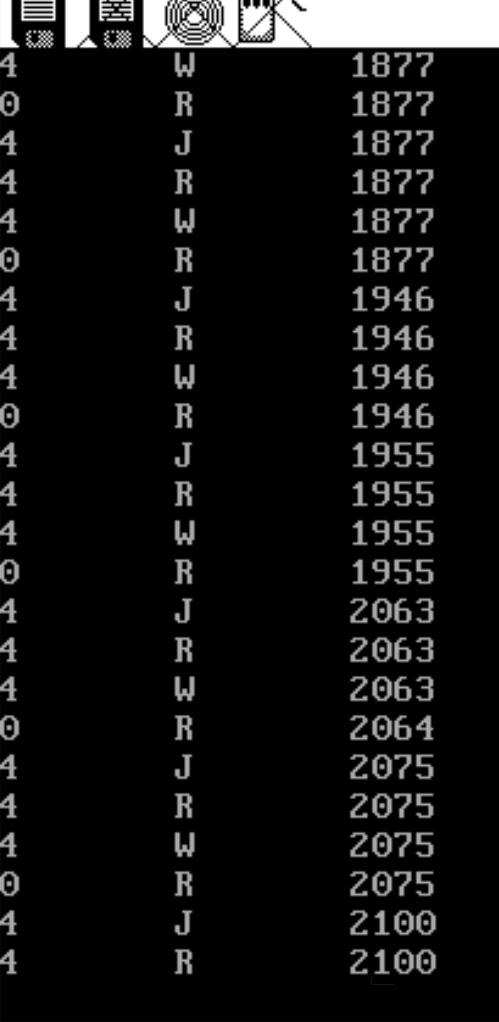 4 W 1877
0 R 1877
4 J 1877
4 R 1877
4 W 1877
0 R 1877
4 J 1946
4 R 1946
4 W 1946
0 R 1946
4 J 1955
4 R 1955
4 W 1955
0 R 1955
4 J 2063
4 R 2063
4 W 2063
0 R 2064
4 J 2075
4 R 2075
4 W 2075
0 R 2075
4 J 2100
4 R 2100